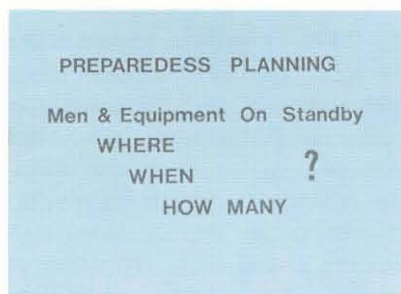 PREPAREDESS PLANNING
Men & Equipment On Standby
WHERE
WHEN ?
HOW MANY